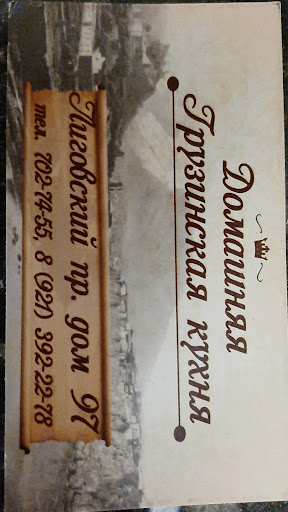 Домашняя
Грузинская кухня
Лиговский пр. дом 97
тел. 702-74-55, 8 (921) 392-22-78